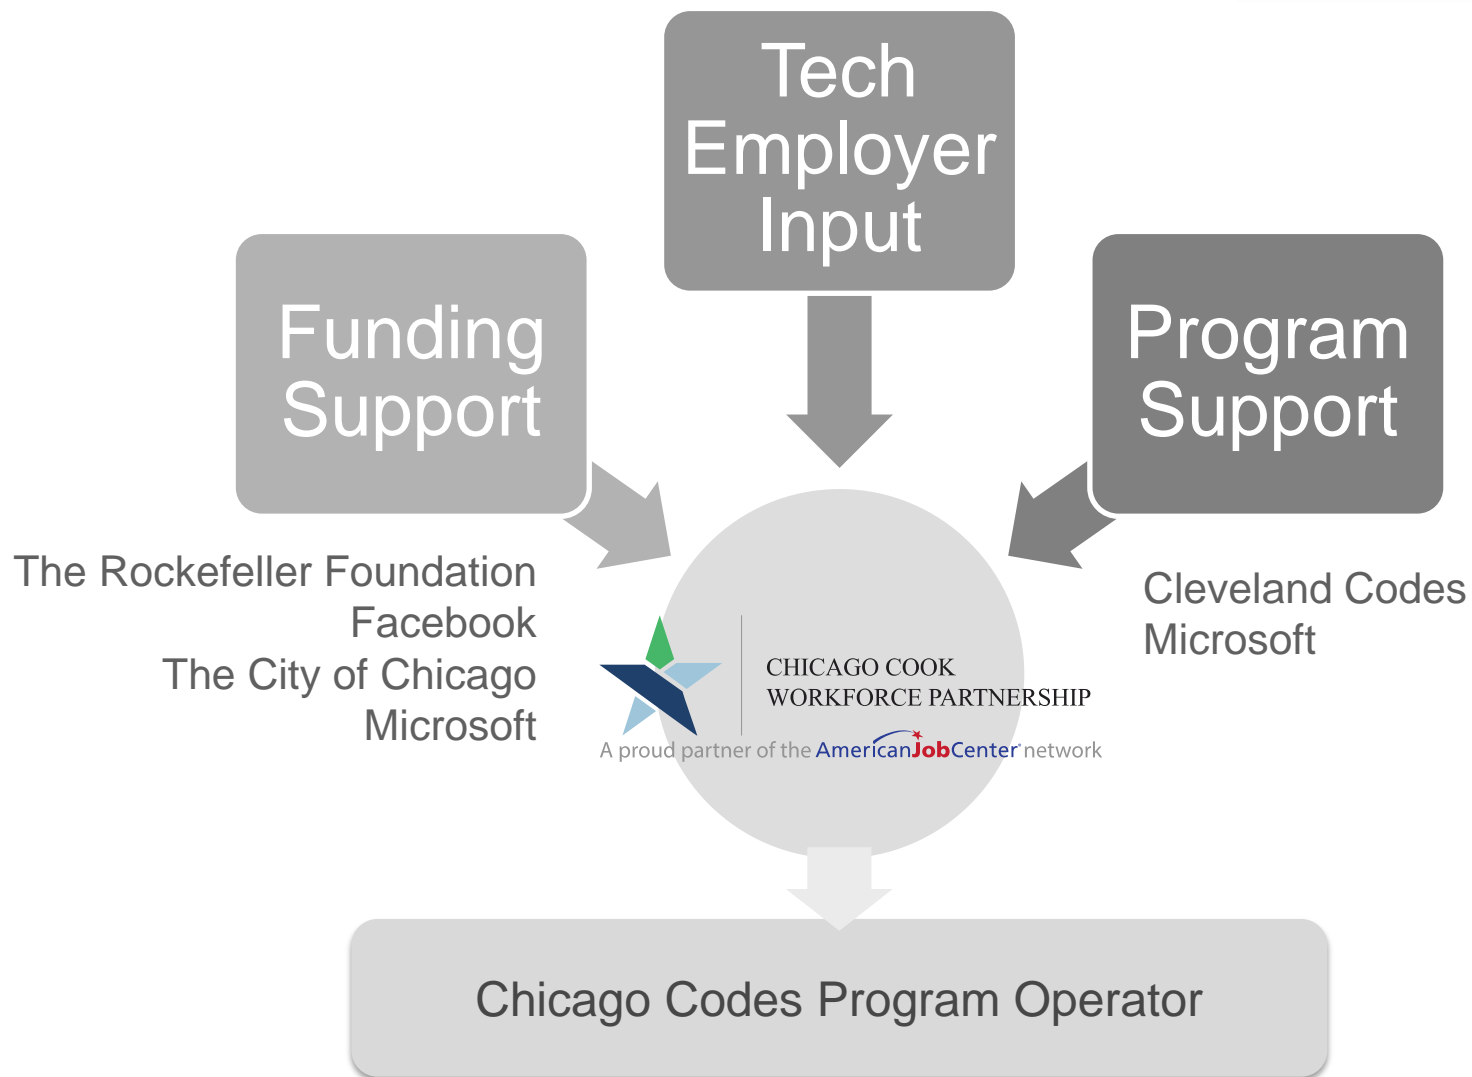 Tech
Employer
Input
Funding
Support
Program
Support
The Rockefeller Foundation
Facebook
The City of Chicago
Microsoft
Cleveland Codes
Microsoft
CHICAGO COOK
WORKFORCE PARTNERSHIP
A proud partner of the AmericanJobCenter network
Chicago Codes Program Operator